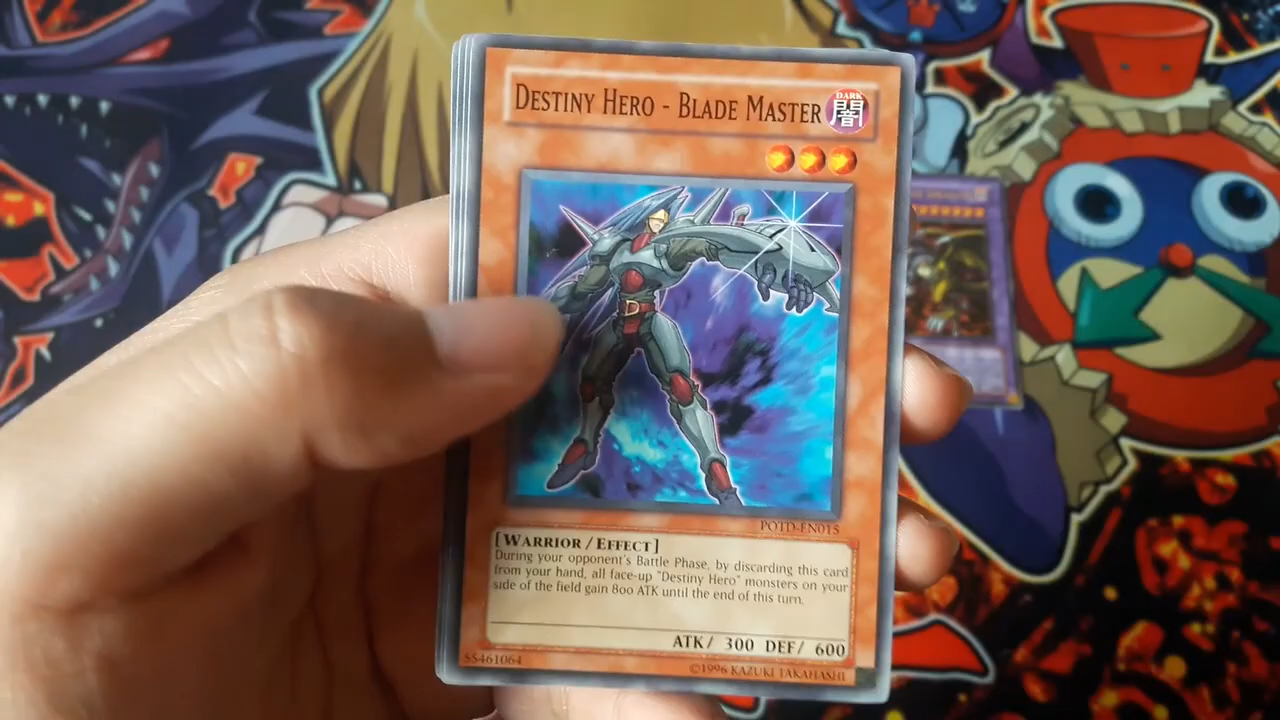 DESTINY HERO - BLADE MASTER
DARK
闇
POTD-EN015
[WARRIOR / EFFECT]
During your opponent's Battle Phase, by discarding this card
from your hand, all face-up "Destiny Hero" monsters on your
side of the field gain 800 ATK until the end of this turn.
ATK/ 300 DEF/ 600
55461064
©1996 KAZUKI TAKAHASHI